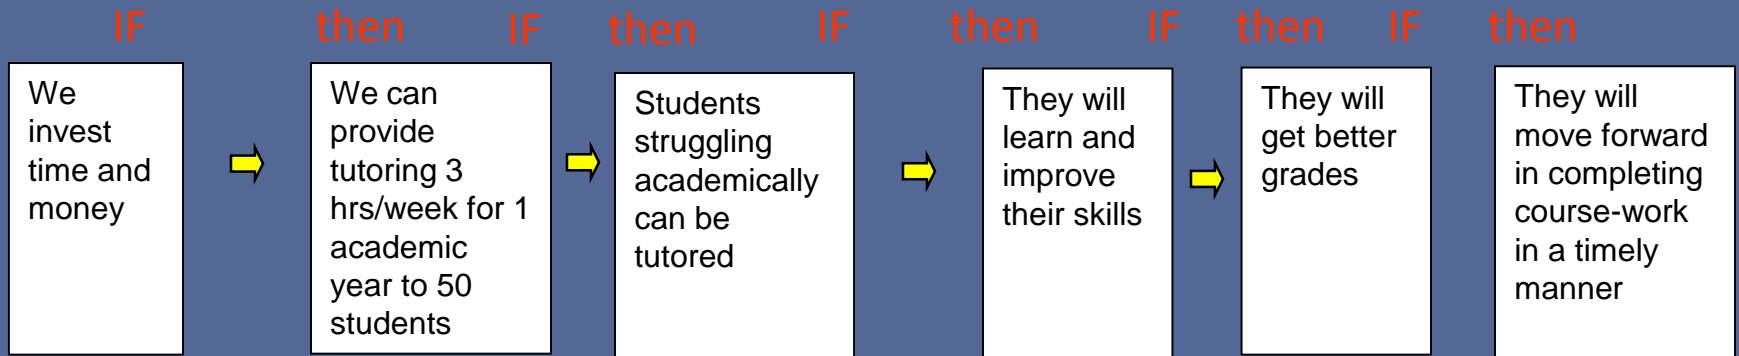 IF then IF then IF then IF then IF then
We
invest
time and
money
We can
provide
tutoring 3
hrs/week for 1
academic
year to 50
students
Students
struggling
academically
can be
tutored
They will
learn and
improve
their skills
They will
get better
grades
They will
move forward
in completing
course-work
in a timely
manner